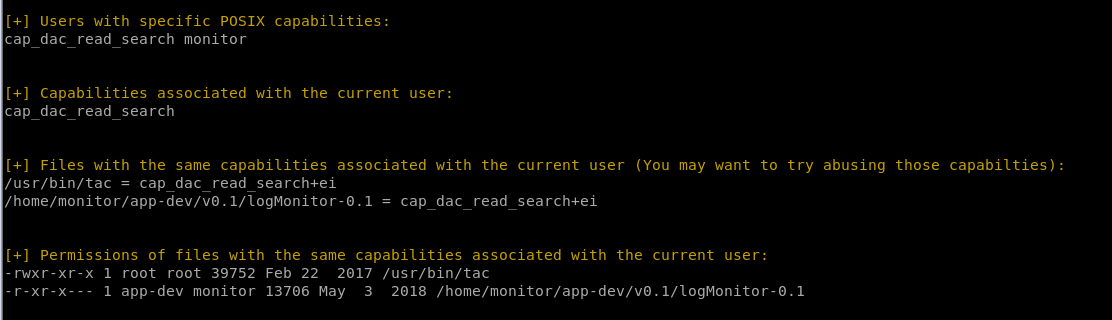 [+] Users with specific POSIX capabilities:
cap_dac_read_search monitor
[+] Capabilities associated with the current user:
cap_dac_read_search
[+] Files with the same capabilities associated with the current user (You may want to try abusing those capabilties):
/usr/bin/tac = cap_dac_read_search+ei
/home/monitor/app-dev/v0.1/logMonitor-0.1 = cap_dac_read_search+ei
[+] Permissions of files with the same capabilities associated with the current user:
-rwxr-xr-x 1 root root 39752 Feb 22  2017 /usr/bin/tac
-r-xr-x--- 1 app-dev monitor 13706 May  3  2018 /home/monitor/app-dev/v0.1/logMonitor-0.1